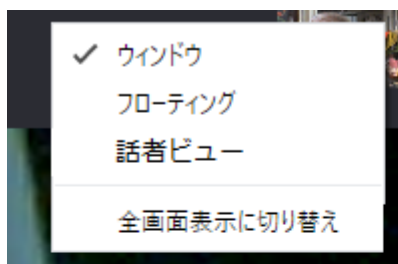 ウィンドウ
フローティング
話者ビュー
全画面表示に切り替え